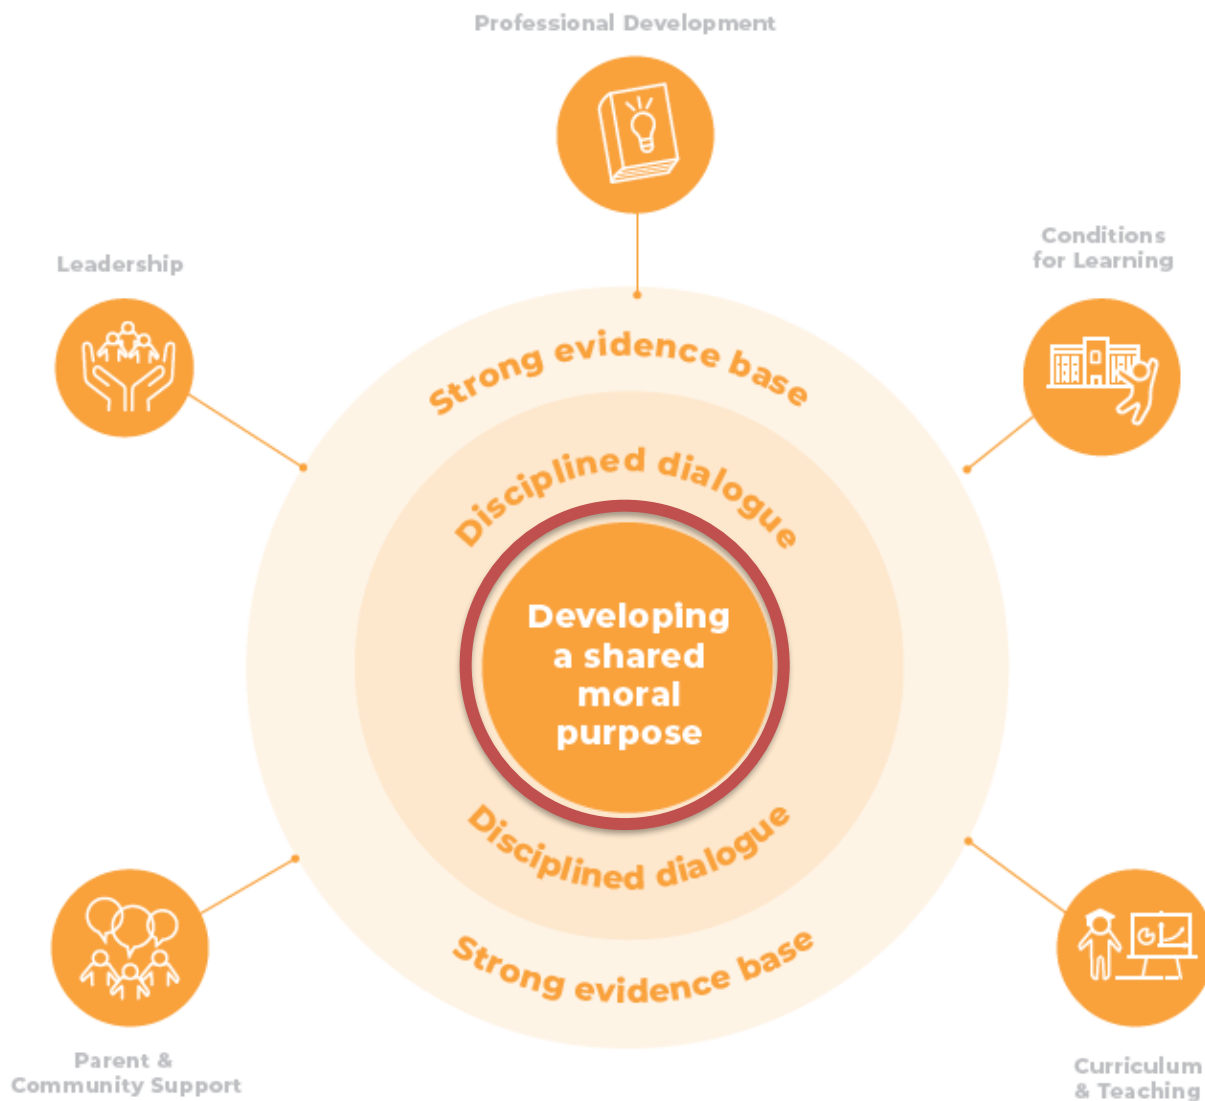 Professional Development
Leadership
Conditions
for Learning
Strong evidence base
Disciplined dialogue
Developing
a shared
moral
purpose
Disciplined dialogue
Strong evidence base
Parent &
Community Support
Curriculum
& Teaching